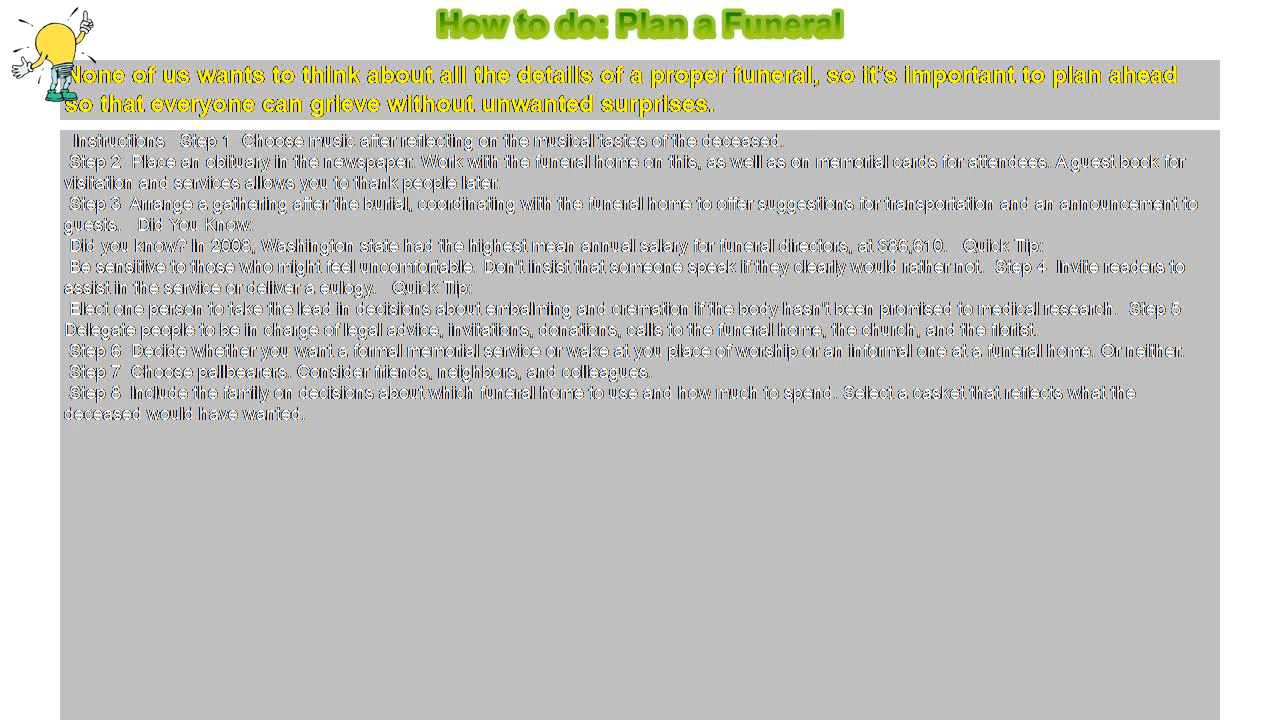 How to do: Plan a Funeral
None of us wants to think about all the details of a proper funeral, so it's important to plan ahead
so that everyone can grieve without unwanted surprises.
Instructions Step 1 Choose music after reflecting on the musical tastes of the deceased.
Step 2 Place an obituary in the newspaper. Work with the funeral home on this, as well as on memorial cards for attendees. A guest book for
visitation and services allows you to thank people later.
Step 3 Arrange a gathering after the burial, coordinating with the funeral home to offer suggestions for transportation and an announcement to
guests. Did You Know:
Did you know? In 2008, Washington state had the highest mean annual salary for funeral directors, at $86,610. Quick Tip:
Be sensitive to those who might feel uncomfortable. Don't insist that someone speak if they clearly would rather not. Step 4 Invite readers to
assist in the service or deliver a eulogy. Quick Tip:
Elect one person to take the lead in decisions about embalming and cremation if the body hasn't been promised to medical research. Step 5
Delegate people to be in charge of legal advice, invitations, donations, calls to the funeral home, the church, and the florist.
Step 6 Decide whether you want a formal memorial service or wake at you place of worship or an informal one at a funeral home. Or neither.
Step 7 Choose pallbearers. Consider friends, neighbors, and colleagues.
Step 8 Include the family on decisions about which funeral home to use and how much to spend. Select a casket that reflects what the
deceased would have wanted.